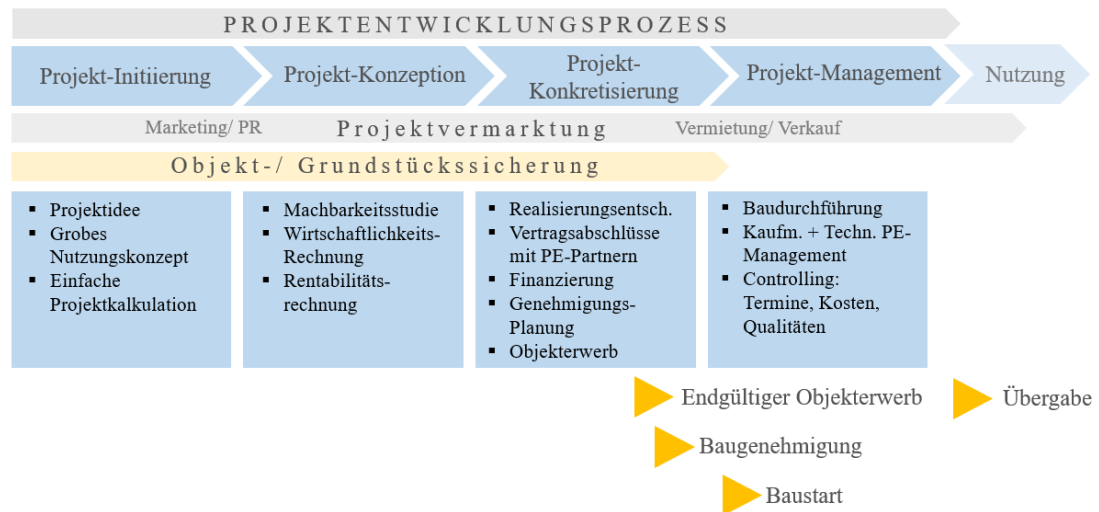 PROJEKTENTWICKLUNGSPROZESS
Projekt-Initiierung
Projekt-Konzeption
Projekt-
Konkretisierung
Projekt-Management
Nutzung
Marketing/ PR
Projektvermarktung
Vermietung/ Verkauf
Objekt-/ Grundstückssicherung
▪ Projektidee
▪ Grobes
Nutzungskonzept
▪ Einfache
Projektkalkulation
▪ Machbarkeitsstudie
▪ Wirtschaftlichkeits-
Rechnung
▪ Rentabilitäts-
rechnung
▪ Realisierungsentsch.
▪ Vertragsabschlüsse
mit PE-Partnern
▪ Finanzierung
▪ Genehmigungs-
Planung
▪ Objekterwerb
▪ Baudurchführung
▪ Kaufm. + Techn. PE-
Management
▪ Controlling:
Termine, Kosten,
Qualitäten
Endgültiger Objekterwerb
Übergabe
Baugenehmigung
Baustart